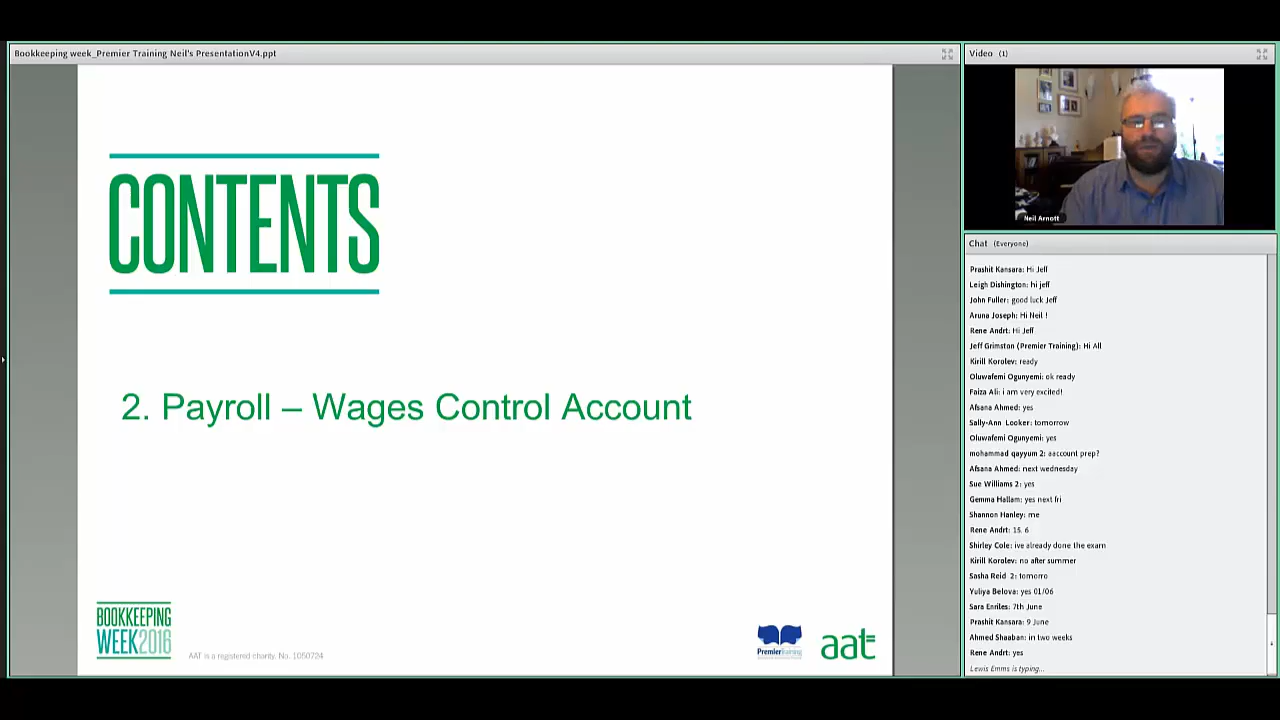 Bookkeeping week_Premier Training Neil's PresentationV4.ppt
CONTENTS
2. Payroll – Wages Control Account
BOOKKEEPING
WEEK2016
AAT is a registered charity. No. 1050724
PremierTraining
aat
Video (1)
Neil Arnott
Chat (Everyone)
Prashit Kansara: Hi Jeff
Leigh Dishington: hi jeff
John Fuller: good luck Jeff
Aruna Joseph: Hi Neil !
Rene Andrt: Hi Jeff
Jeff Grimston (Premier Training): Hi All
Kirill Korolev: ready
Oluwafemi Ogunyemi: ok ready
Faiza Ali: i am very excited!
Afsana Ahmed: yes
Sally-Ann Looker: tomorrow
Oluwafemi Ogunyemi: yes
mohammad qayyum 2: aaccount prep?
Afsana Ahmed: next wednesday
Sue Williams 2: yes
Gemma Hallam: yes next fri
Shannon Hanley: me
Rene Andrt: 15. 6
Shirley Cole: ive already done the exam
Kirill Korolev: no after summer
Sasha Reid 2: tomorro
Yuliya Belova: yes 01/06
Sara Enriles: 7th June
Prashit Kansara: 9 June
Ahmed Shaaban: in two weeks
Rene Andrt: yes
Lewis Emms is typing...